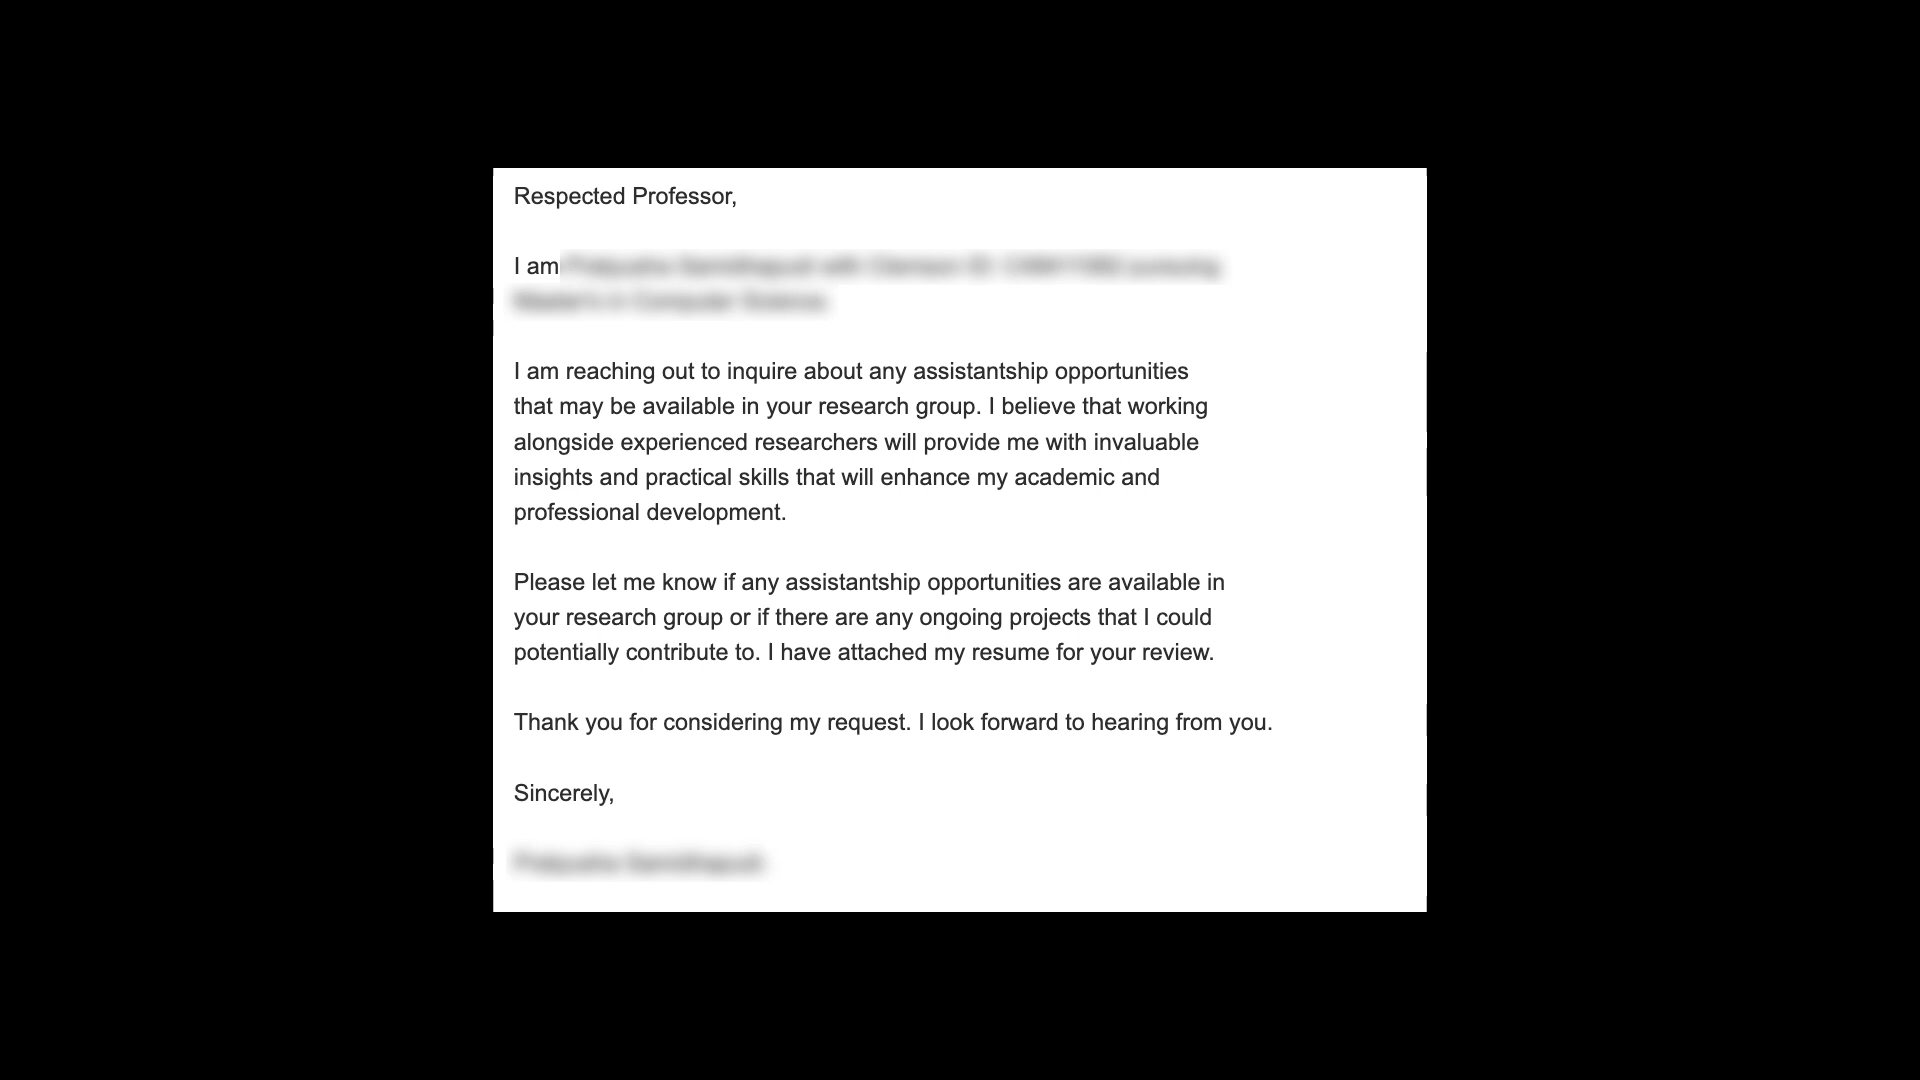 Respected Professor,
I am
I am reaching out to inquire about any assistantship opportunities
that may be available in your research group. I believe that working
alongside experienced researchers will provide me with invaluable
insights and practical skills that will enhance my academic and
professional development.
Please let me know if any assistantship opportunities are available in
your research group or if there are any ongoing projects that I could
potentially contribute to. I have attached my resume for your review.
Thank you for considering my request. I look forward to hearing from you.
Sincerely,